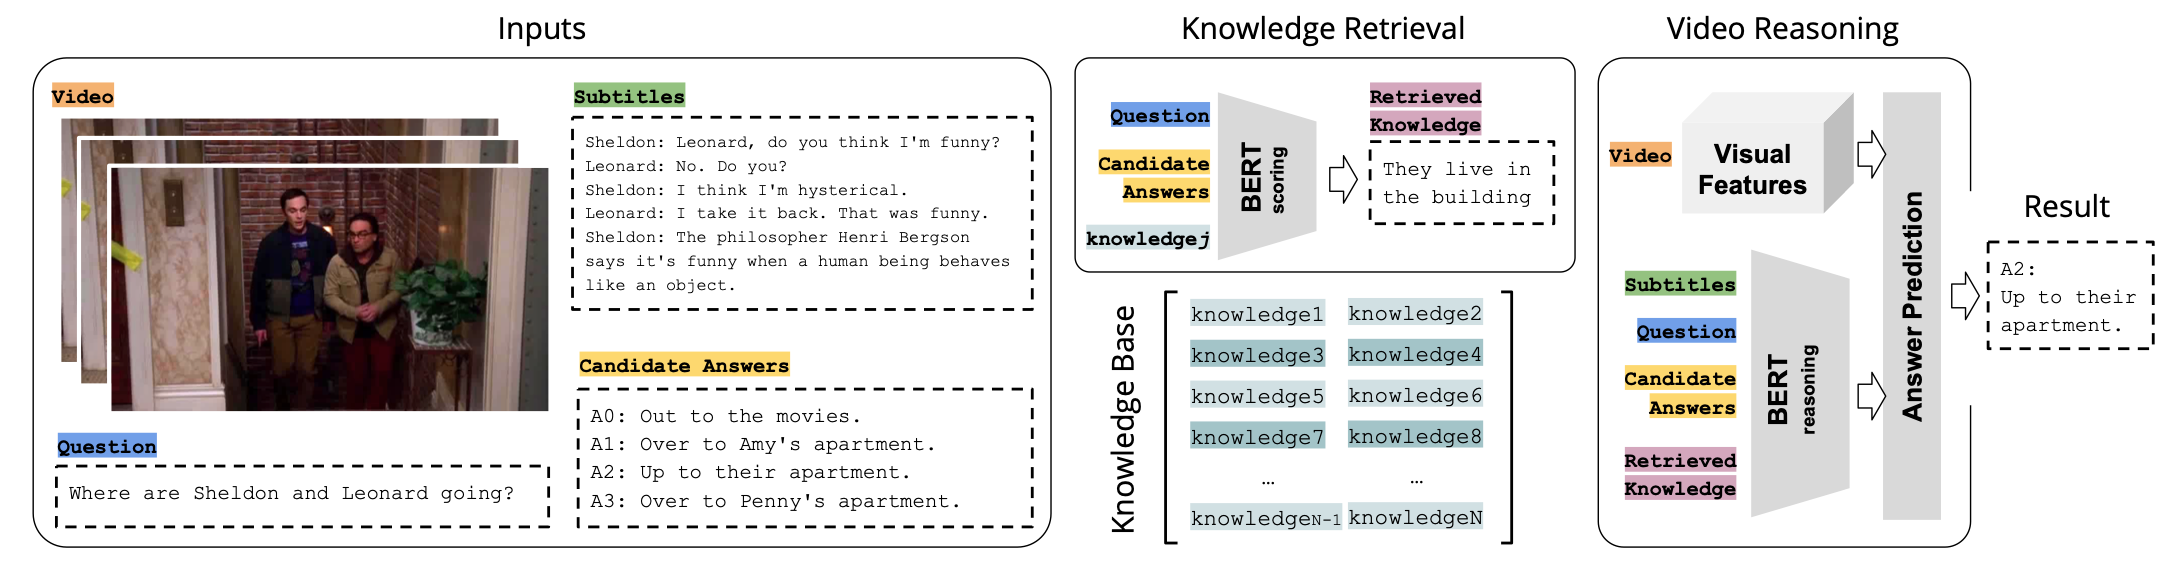 Inputs
Video
Subtitles
Sheldon: Leonard, do you think I'm funny?
Leonard: No. Do you?
Sheldon: I think I'm hysterical.
Leonard: I take it back. That was funny.
Sheldon: The philosopher Henri Bergson
says it's funny when a human being behaves
like an object.
Candidate Answers
A0: Out to the movies.
A1: Over to Amy's apartment.
A2: Up to their apartment.
A3: Over to Penny's apartment.
Question
Where are Sheldon and Leonard going?
Knowledge Retrieval
Question
Candidate
Answers
knowledgej
BERT
scoring
Retrieved
Knowledge
They live in
the building
Knowledge Base
knowledge1 knowledge2
knowledge3 knowledge4
knowledge5 knowledge6
knowledge7 knowledge8
… …
knowledgeN-1 knowledgeN
Video Reasoning
Video
Visual
Features
Subtitles
Question
Candidate
Answers
Retrieved
Knowledge
BERT
reasoning
Answer Prediction
Result
A2:
Up to their
apartment.